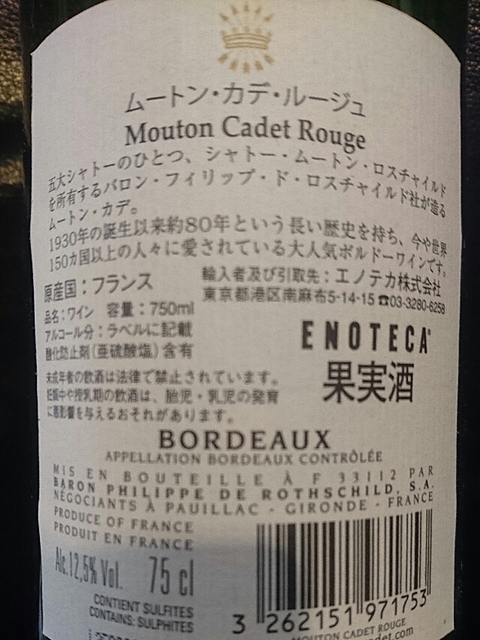 ムートン・カデ・ルージュ
Mouton Cadet Rouge
五大シャトーのひとつ、シャトー・ムートン・ロスチャイルド
を所有するバロン・フィリップ・ド・ロスチャイルド社が造る
ムートン・カデ。
1930年の誕生以来約80年という長い歴史を持ち、今や世界
150カ国以上の人々に愛されている大人気ボルドーワインです。
原産国：フランス
品名：ワイン 容量：750ml
アルコール分：ラベルに記載
酸化防止剤(亜硫酸塩)含有
輸入者及び引取先：エノテカ株式会社
東京都港区南麻布5-14-15 ☎03-3280-6258
ENOTECA
果実酒
未成年者の飲酒は法律で禁止されています。
妊娠中や授乳期の飲酒は、胎児・乳児の発育
に悪影響を与えるおそれがあります。
BORDEAUX
APPELLATION BORDEAUX CONTRÔLÉE
MIS EN BOUTEILLE À F 33112 PAR
BARON PHILIPPE DE ROTHSCHILD, S.A.
NÉGOCIANTS À PAUILLAC - GIRONDE - FRANCE
PRODUCE OF FRANCE
PRODUIT EN FRANCE
Alc.12,5% Vol. 75 cl
CONTIENT SULFITES
CONTAINS: SULPHITES
3 262151 971753
MOUTON CADET ROUGE